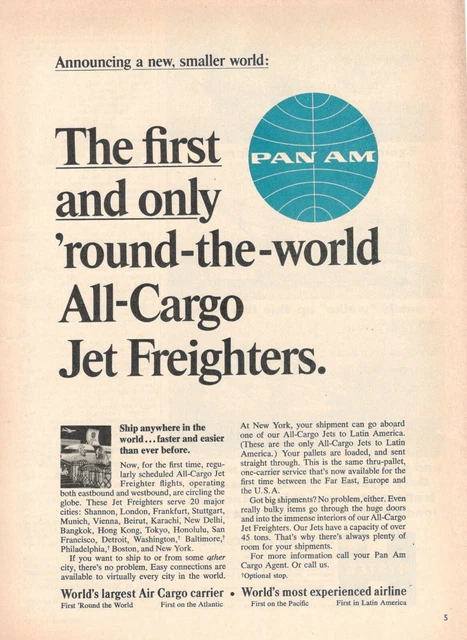 Announcing a new, smaller world:
PAN AM
The first
and only
'round-the-world
All-Cargo
Jet Freighters.
Ship anywhere in the
world...faster and easier
than ever before.
Now, for the first time, regu-
larly scheduled All-Cargo Jet
Freighter flights, operating
both eastbound and westbound, are circling the
globe. These Jet Freighters serve 20 major
cities: Shannon, London, Frankfurt, Stuttgart,
Munich, Vienna, Beirut, Karachi, New Delhi,
Bangkok, Hong Kong, Tokyo, Honolulu, San
Francisco, Detroit, Washington,† Baltimore,†
Philadelphia,† Boston, and New York.
If you want to ship to or from some other
city, there's no problem. Easy connections are
available to virtually every city in the world.
At New York, your shipment can go aboard
one of our All-Cargo Jets to Latin America.
(These are the only All-Cargo Jets to Latin
America.) Your pallets are loaded, and sent
straight through. This is the same thru-pallet,
one-carrier service that's now available for the
first time between the Far East, Europe and
the U.S.A.
Got big shipments? No problem, either. Even
really bulky items go through the huge doors
and into the immense interiors of our All-Cargo
Jet Freighters. Our Jets have a capacity of over
45 tons. That's why there's always plenty of
room for your shipments.
For more information call your Pan Am
Cargo Agent. Or call us.
†Optional stop.
World's largest Air Cargo carrier • World's most experienced airline
First 'Round the World First on the Atlantic First on the Pacific First in Latin America
5